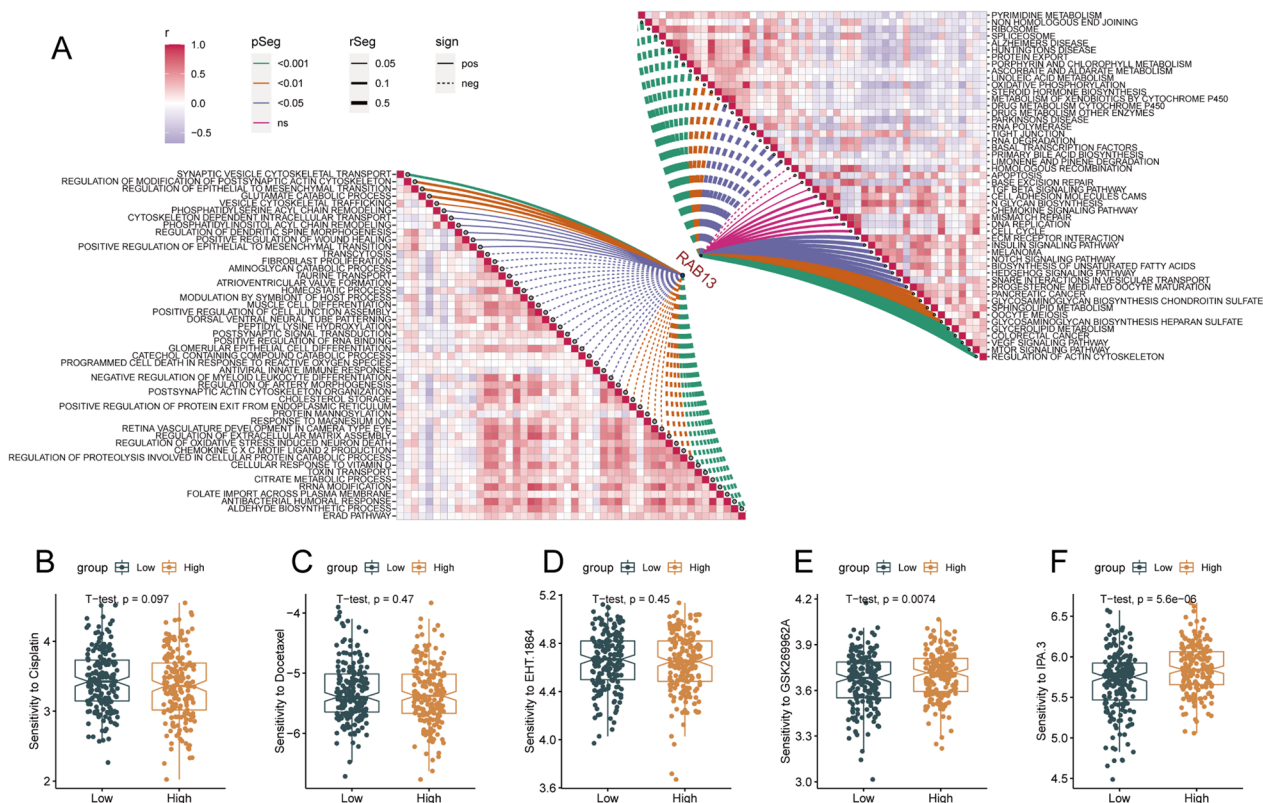 A
r
1.0
0.5
0.0
−0.5
pSeg
<0.001
<0.01
<0.05
ns
rSeg
0.05
0.1
0.5
sign
pos
neg
PYRIMIDINE METABOLISM
NON HOMOLOGOUS END JOINING
RIBOSOME
SPLICEOSOME
ALZHEIMERS DISEASE
HUNTINGTONS DISEASE
PROTEIN EXPORT
PORPHYRIN AND CHLOROPHYLL METABOLISM
ASCORBATE AND ALDARATE METABOLISM
LINOLEIC ACID METABOLISM
OXIDATIVE PHOSPHORYLATION
STEROID HORMONE BIOSYNTHESIS
METABOLISM OF XENOBIOTICS BY CYTOCHROME P450
DRUG METABOLISM CYTOCHROME P450
DRUG METABOLISM OTHER ENZYMES
PARKINSONS DISEASE
RNA POLYMERASE
TIGHT JUNCTION
RNA DEGRADATION
BASAL TRANSCRIPTION FACTORS
PRIMARY BILE ACID BIOSYNTHESIS
LIMONENE AND PINENE DEGRADATION
HOMOLOGOUS RECOMBINATION
APOPTOSIS
BASE EXCISION REPAIR
TGF BETA SIGNALING PATHWAY
CELL ADHESION MOLECULES CAMS
N GLYCAN BIOSYNTHESIS
CHEMOKINE SIGNALING PATHWAY
MISMATCH REPAIR
DNA REPLICATION
CELL CYCLE
ECM RECEPTOR INTERACTION
INSULIN SIGNALING PATHWAY
MELANOMA
NOTCH SIGNALING PATHWAY
BIOSYNTHESIS OF UNSATURATED FATTY ACIDS
HEDGEHOG SIGNALING PATHWAY
SNARE INTERACTIONS IN VESICULAR TRANSPORT
PROGESTERONE MEDIATED OOCYTE MATURATION
PANCREATIC CANCER
GLYCOSAMINOGLYCAN BIOSYNTHESIS CHONDROITIN SULFATE
SPHINGOLIPID METABOLISM
OOCYTE MEIOSIS
GLYCOSAMINOGLYCAN BIOSYNTHESIS HEPARAN SULFATE
GLYCEROLIPID METABOLISM
COLORECTAL CANCER
VEGF SIGNALING PATHWAY
MTOR SIGNALING PATHWAY
REGULATION OF ACTIN CYTOSKELETON
RAB13
SYNAPTIC VESICLE CYTOSKELETAL TRANSPORT
REGULATION OF MODIFICATION OF POSTSYNAPTIC ACTIN CYTOSKELETON
REGULATION OF EPITHELIAL TO MESENCHYMAL TRANSITION
GLUTAMATE CATABOLIC PROCESS
VESICLE CYTOSKELETAL TRAFFICKING
PHOSPHATIDYLSERINE ACYL CHAIN REMODELING
CYTOSKELETON DEPENDENT INTRACELLULAR TRANSPORT
PHOSPHATIDYLINOSITOL ACYL CHAIN REMODELING
REGULATION OF DENDRITIC SPINE MORPHOGENESIS
POSITIVE REGULATION OF WOUND HEALING
POSITIVE REGULATION OF EPITHELIAL TO MESENCHYMAL TRANSITION
TRANSCYTOSIS
FIBROBLAST PROLIFERATION
AMINOGLYCAN CATABOLIC PROCESS
TAURINE TRANSPORT
ATRIOVENTRICULAR VALVE FORMATION
HOMEOSTATIC PROCESS
MODULATION BY SYMBIONT OF HOST PROCESS
MUSCLE CELL DIFFERENTIATION
POSITIVE REGULATION OF CELL JUNCTION ASSEMBLY
DORSAL VENTRAL NEURAL TUBE PATTERNING
PEPTIDYL LYSINE HYDROXYLATION
POSTSYNAPTIC SIGNAL TRANSDUCTION
POSITIVE REGULATION OF RNA BINDING
GLOMERULAR EPITHELIAL CELL DIFFERENTIATION
CATECHOL CONTAINING COMPOUND CATABOLIC PROCESS
PROGRAMMED CELL DEATH IN RESPONSE TO REACTIVE OXYGEN SPECIES
ANTIVIRAL INNATE IMMUNE RESPONSE
NEGATIVE REGULATION OF MYELOID LEUKOCYTE DIFFERENTIATION
REGULATION OF ARTERY MORPHOGENESIS
POSTSYNAPTIC ACTIN CYTOSKELETON ORGANIZATION
CHOLESTEROL STORAGE
POSITIVE REGULATION OF PROTEIN EXIT FROM ENDOPLASMIC RETICULUM
PROTEIN MANNOSYLATION
RESPONSE TO MAGNESIUM ION
RETINA VASCULATURE DEVELOPMENT IN CAMERA TYPE EYE
REGULATION OF EXTRACELLULAR MATRIX ASSEMBLY
REGULATION OF OXIDATIVE STRESS INDUCED NEURON DEATH
CHEMOKINE C X C MOTIF LIGAND 2 PRODUCTION
REGULATION OF PROTEOLYSIS INVOLVED IN CELLULAR PROTEIN CATABOLIC PROCESS
CELLULAR RESPONSE TO VITAMIN D
TOXIN TRANSPORT
CITRATE METABOLIC PROCESS
RRNA MODIFICATION
FOLATE IMPORT ACROSS PLASMA MEMBRANE
ANTIBACTERIAL HUMORAL RESPONSE
ALDEHYDE BIOSYNTHETIC PROCESS
ERAD PATHWAY
B
group Low High
T−test, p = 0.097
Sensitivity to Cisplatin
4
3
2
Low High
C
group Low High
T−test, p = 0.47
Sensitivity to Docetaxel
−4
−5
−6
Low High
D
group Low High
T−test, p = 0.45
Sensitivity to EHT.1864
5.2
4.8
4.4
4.0
3.6
Low High
E
group Low High
T−test, p = 0.0074
Sensitivity to GSK269962A
4.2
3.9
3.6
3.3
3.0
Low High
F
group Low High
T−test, p = 5.6e−06
Sensitivity to IPA.3
6.5
6.0
5.5
5.0
4.5
Low High